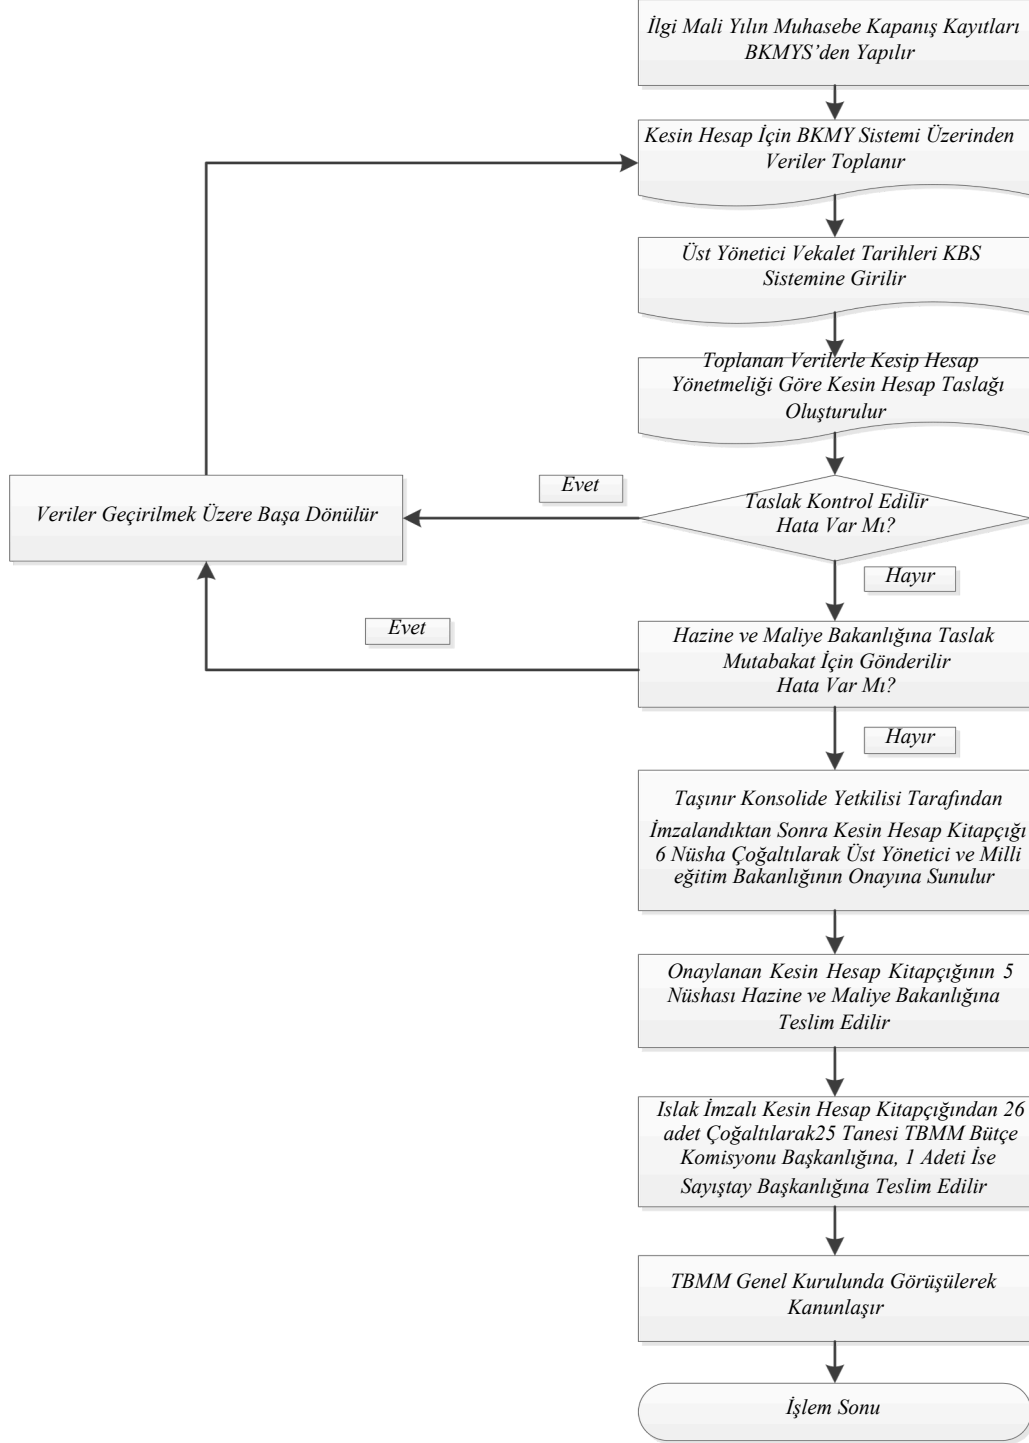 İlgi Mali Yılın Muhasebe Kapanış Kayıtları
BKMYS’den Yapılır
Kesin Hesap İçin BKMY Sistemi Üzerinden
Veriler Toplanır
Üst Yönetici Vekalet Tarihleri KBS
Sistemine Girilir
Toplanan Verilerle Kesip Hesap
Yönetmeliği Göre Kesin Hesap Taslağı
Oluşturulur
Evet
Taslak Kontrol Edilir
Hata Var Mı?
Veriler Geçirilmek Üzere Başa Dönülür
Hayır
Evet
Hazine ve Maliye Bakanlığına Taslak
Mutabakat İçin Gönderilir
Hata Var Mı?
Hayır
Taşınır Konsolide Yetkilisi Tarafından
İmzalandıktan Sonra Kesin Hesap Kitapçığı
6 Nüsha Çoğaltılarak Üst Yönetici ve Milli
eğitim Bakanlığının Onayına Sunulur
Onaylanan Kesin Hesap Kitapçığının 5
Nüshası Hazine ve Maliye Bakanlığına
Teslim Edilir
Islak İmzalı Kesin Hesap Kitapçığından 26
adet Çoğaltılarak25 Tanesi TBMM Bütçe
Komisyonu Başkanlığına, 1 Adeti İse
Sayıştay Başkanlığına Teslim Edilir
TBMM Genel Kurulunda Görüşülerek
Kanunlaşır
İşlem Sonu